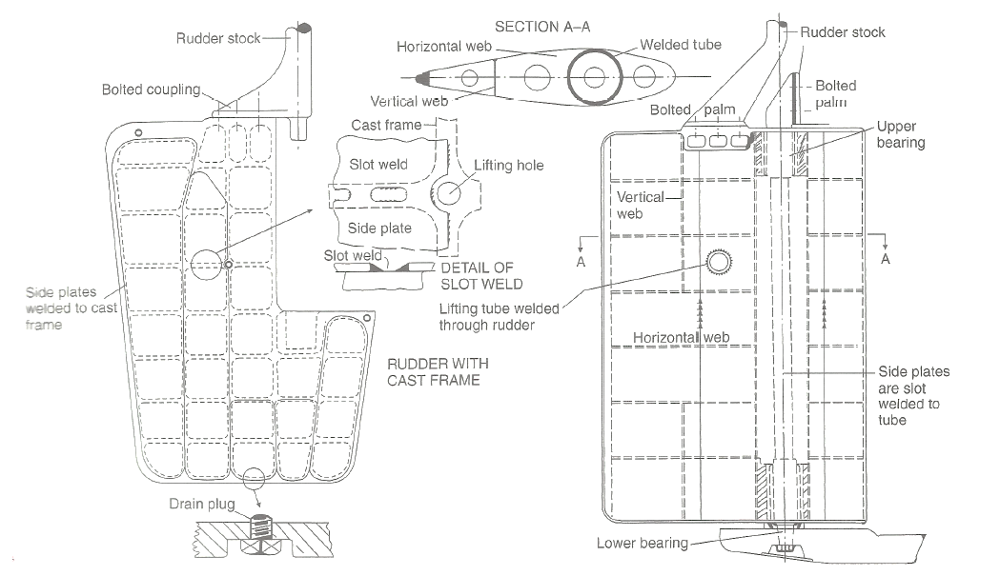 Rudder stock
Bolted coupling
Side plates
welded to cast
frame
Drain plug
RUDDER WITH
CAST FRAME
SECTION A–A
Horizontal web
Welded tube
Vertical web
Cast frame
Slot weld
Lifting hole
Side plate
Slot weld
DETAIL OF
SLOT WELD
Lifting tube welded
through rudder
Rudder stock
Bolted
palm
Bolted palm
Upper
bearing
Vertical
web
A
A
Horizontal web
Side plates
are slot
welded to
tube
Lower bearing